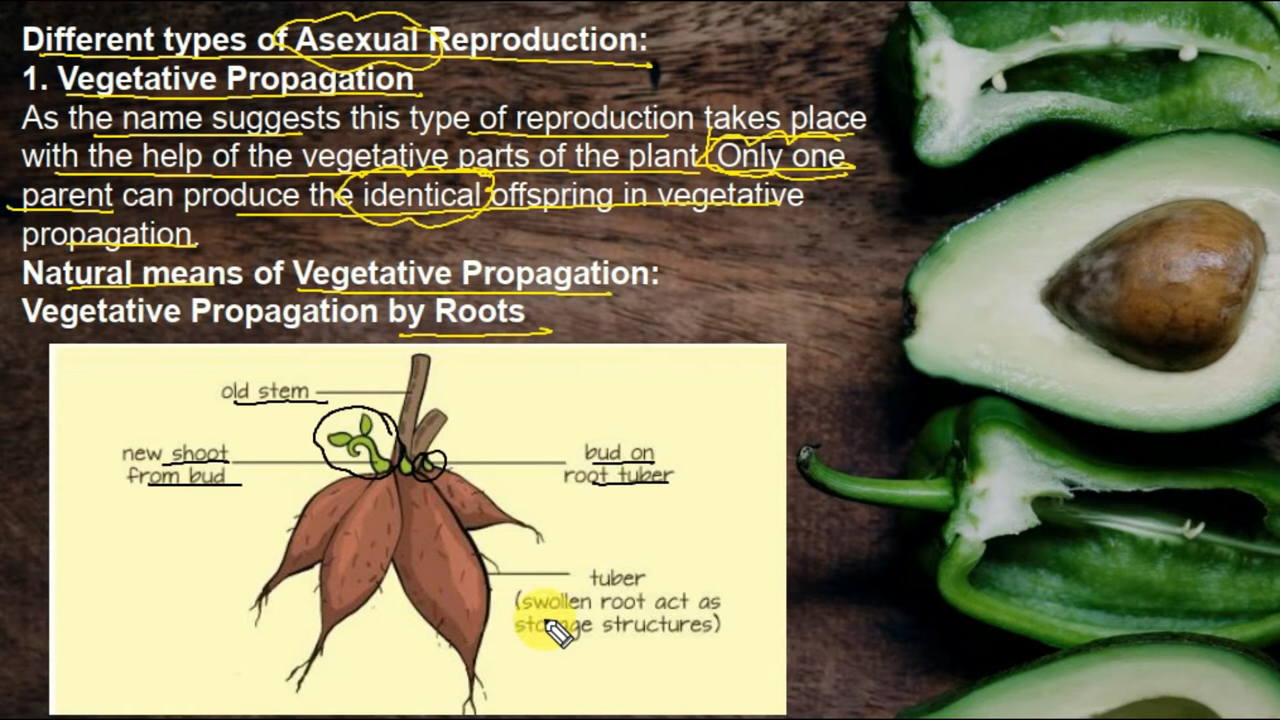 Different types of Asexual Reproduction:
1. Vegetative Propagation
As the name suggests this type of reproduction takes place
with the help of the vegetative parts of the plant. Only one
parent can produce the identical offspring in vegetative
propagation.
Natural means of Vegetative Propagation:
Vegetative Propagation by Roots
old stem
new shoot
from bud
bud on
root tuber
tuber
(swollen root act as
storage structures)